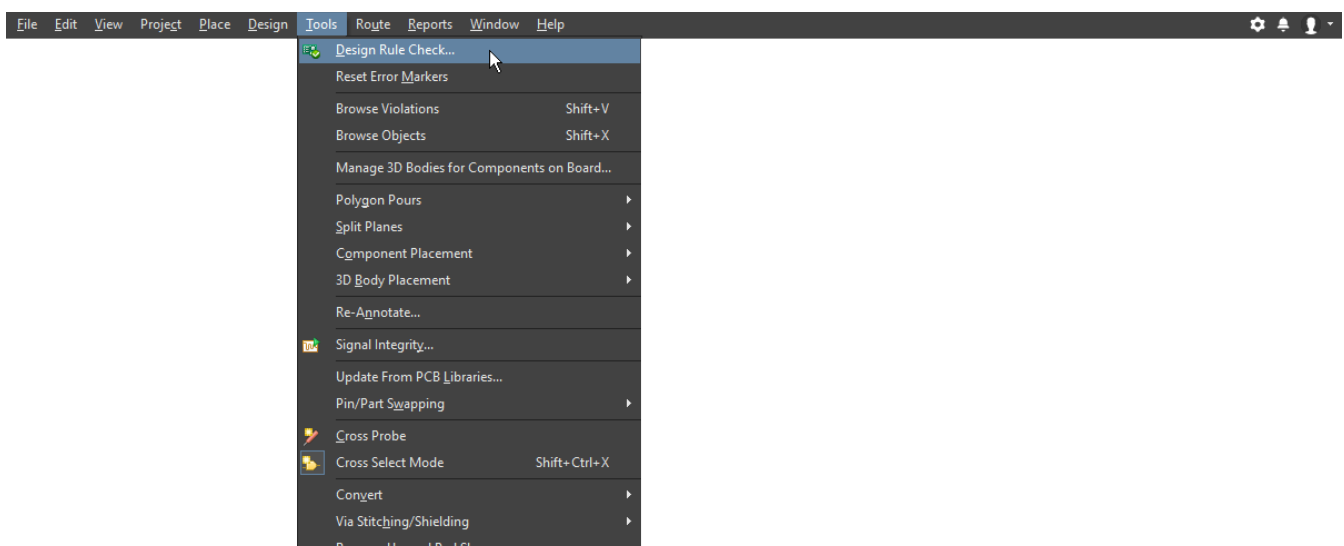 File Edit View Project Place Design Tools Route Reports Window Help
Design Rule Check...
Reset Error Markers
Browse Violations Shift+V
Browse Objects Shift+X
Manage 3D Bodies for Components on Board...
Polygon Pours
Split Planes
Component Placement
3D Body Placement
Re-Annotate...
Signal Integrity...
Update From PCB Libraries...
Pin/Part Swapping
Cross Probe
Cross Select Mode Shift+Ctrl+X
Convert
Via Stitching/Shielding